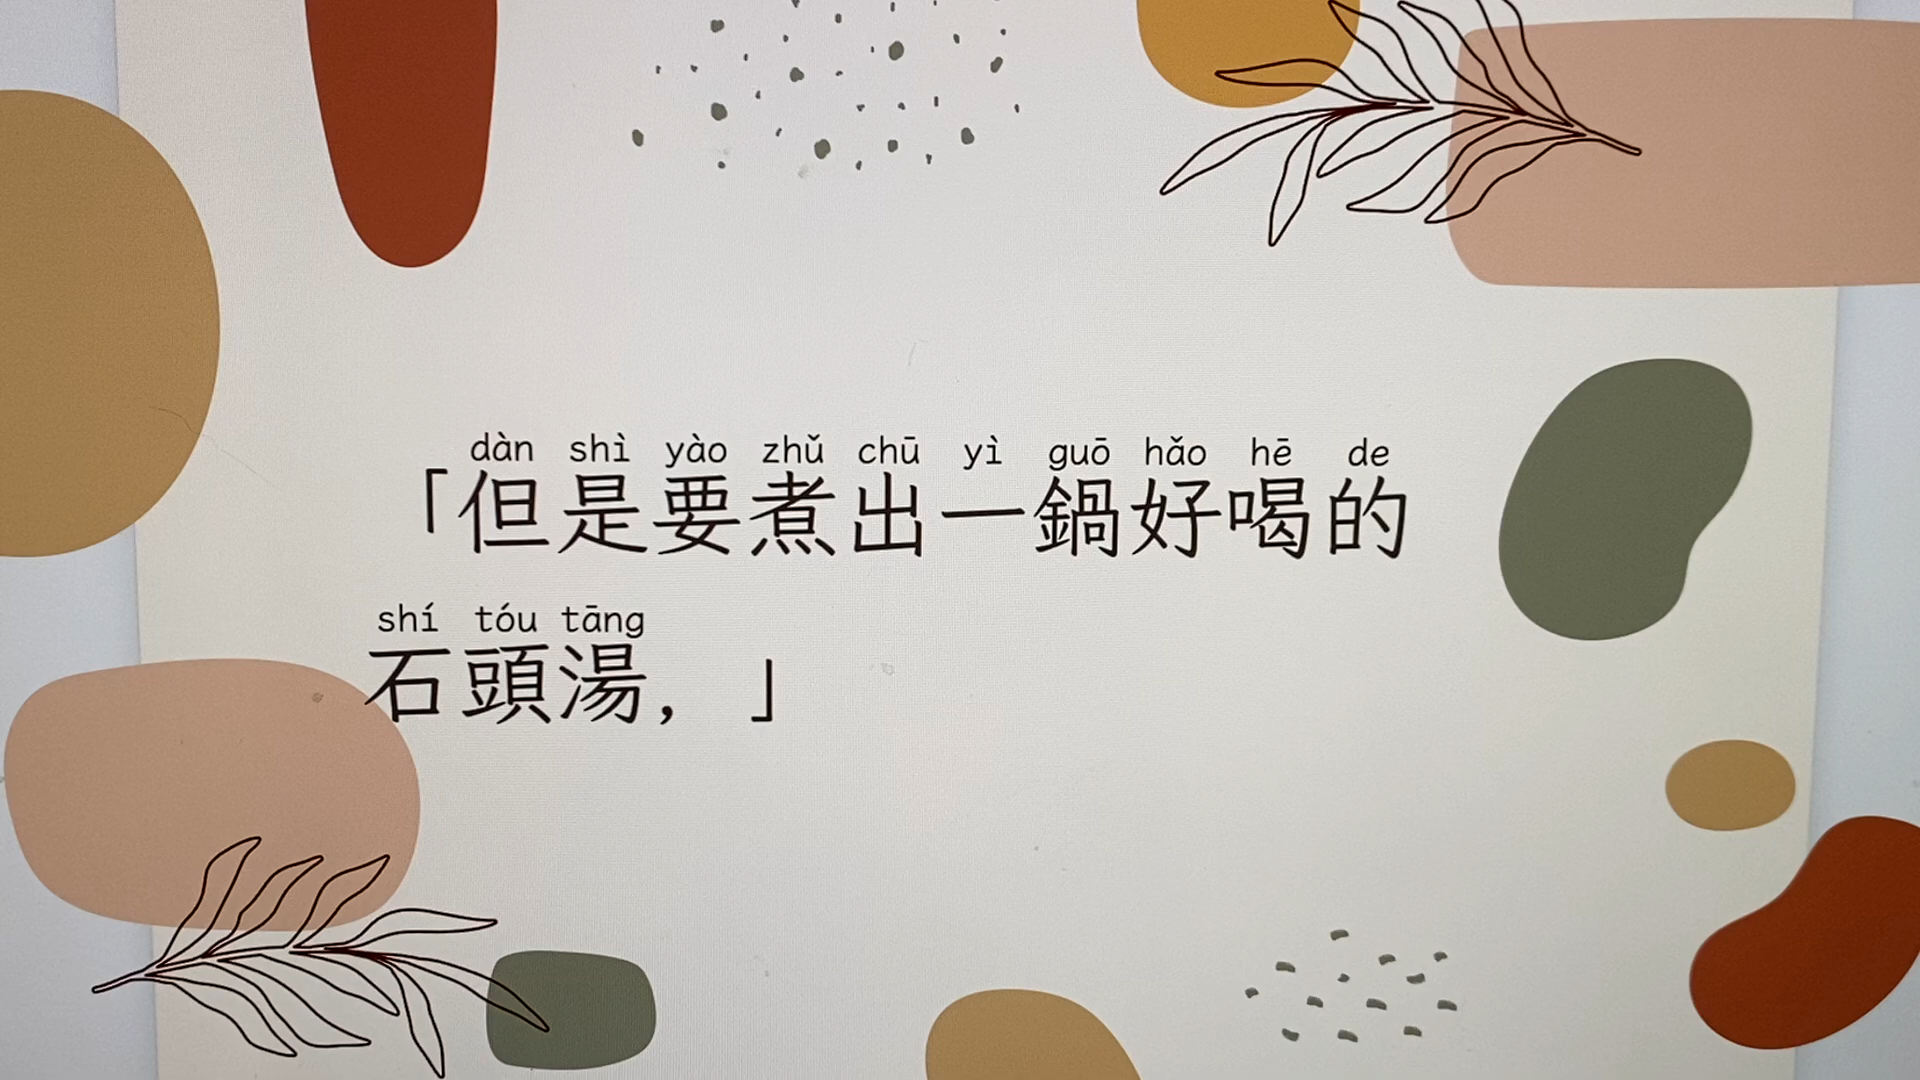 dàn shì yào zhǔ chū yì guō hǎo hē de
「但是要煮出一鍋好喝的
shí tóu tāng
石頭湯，」